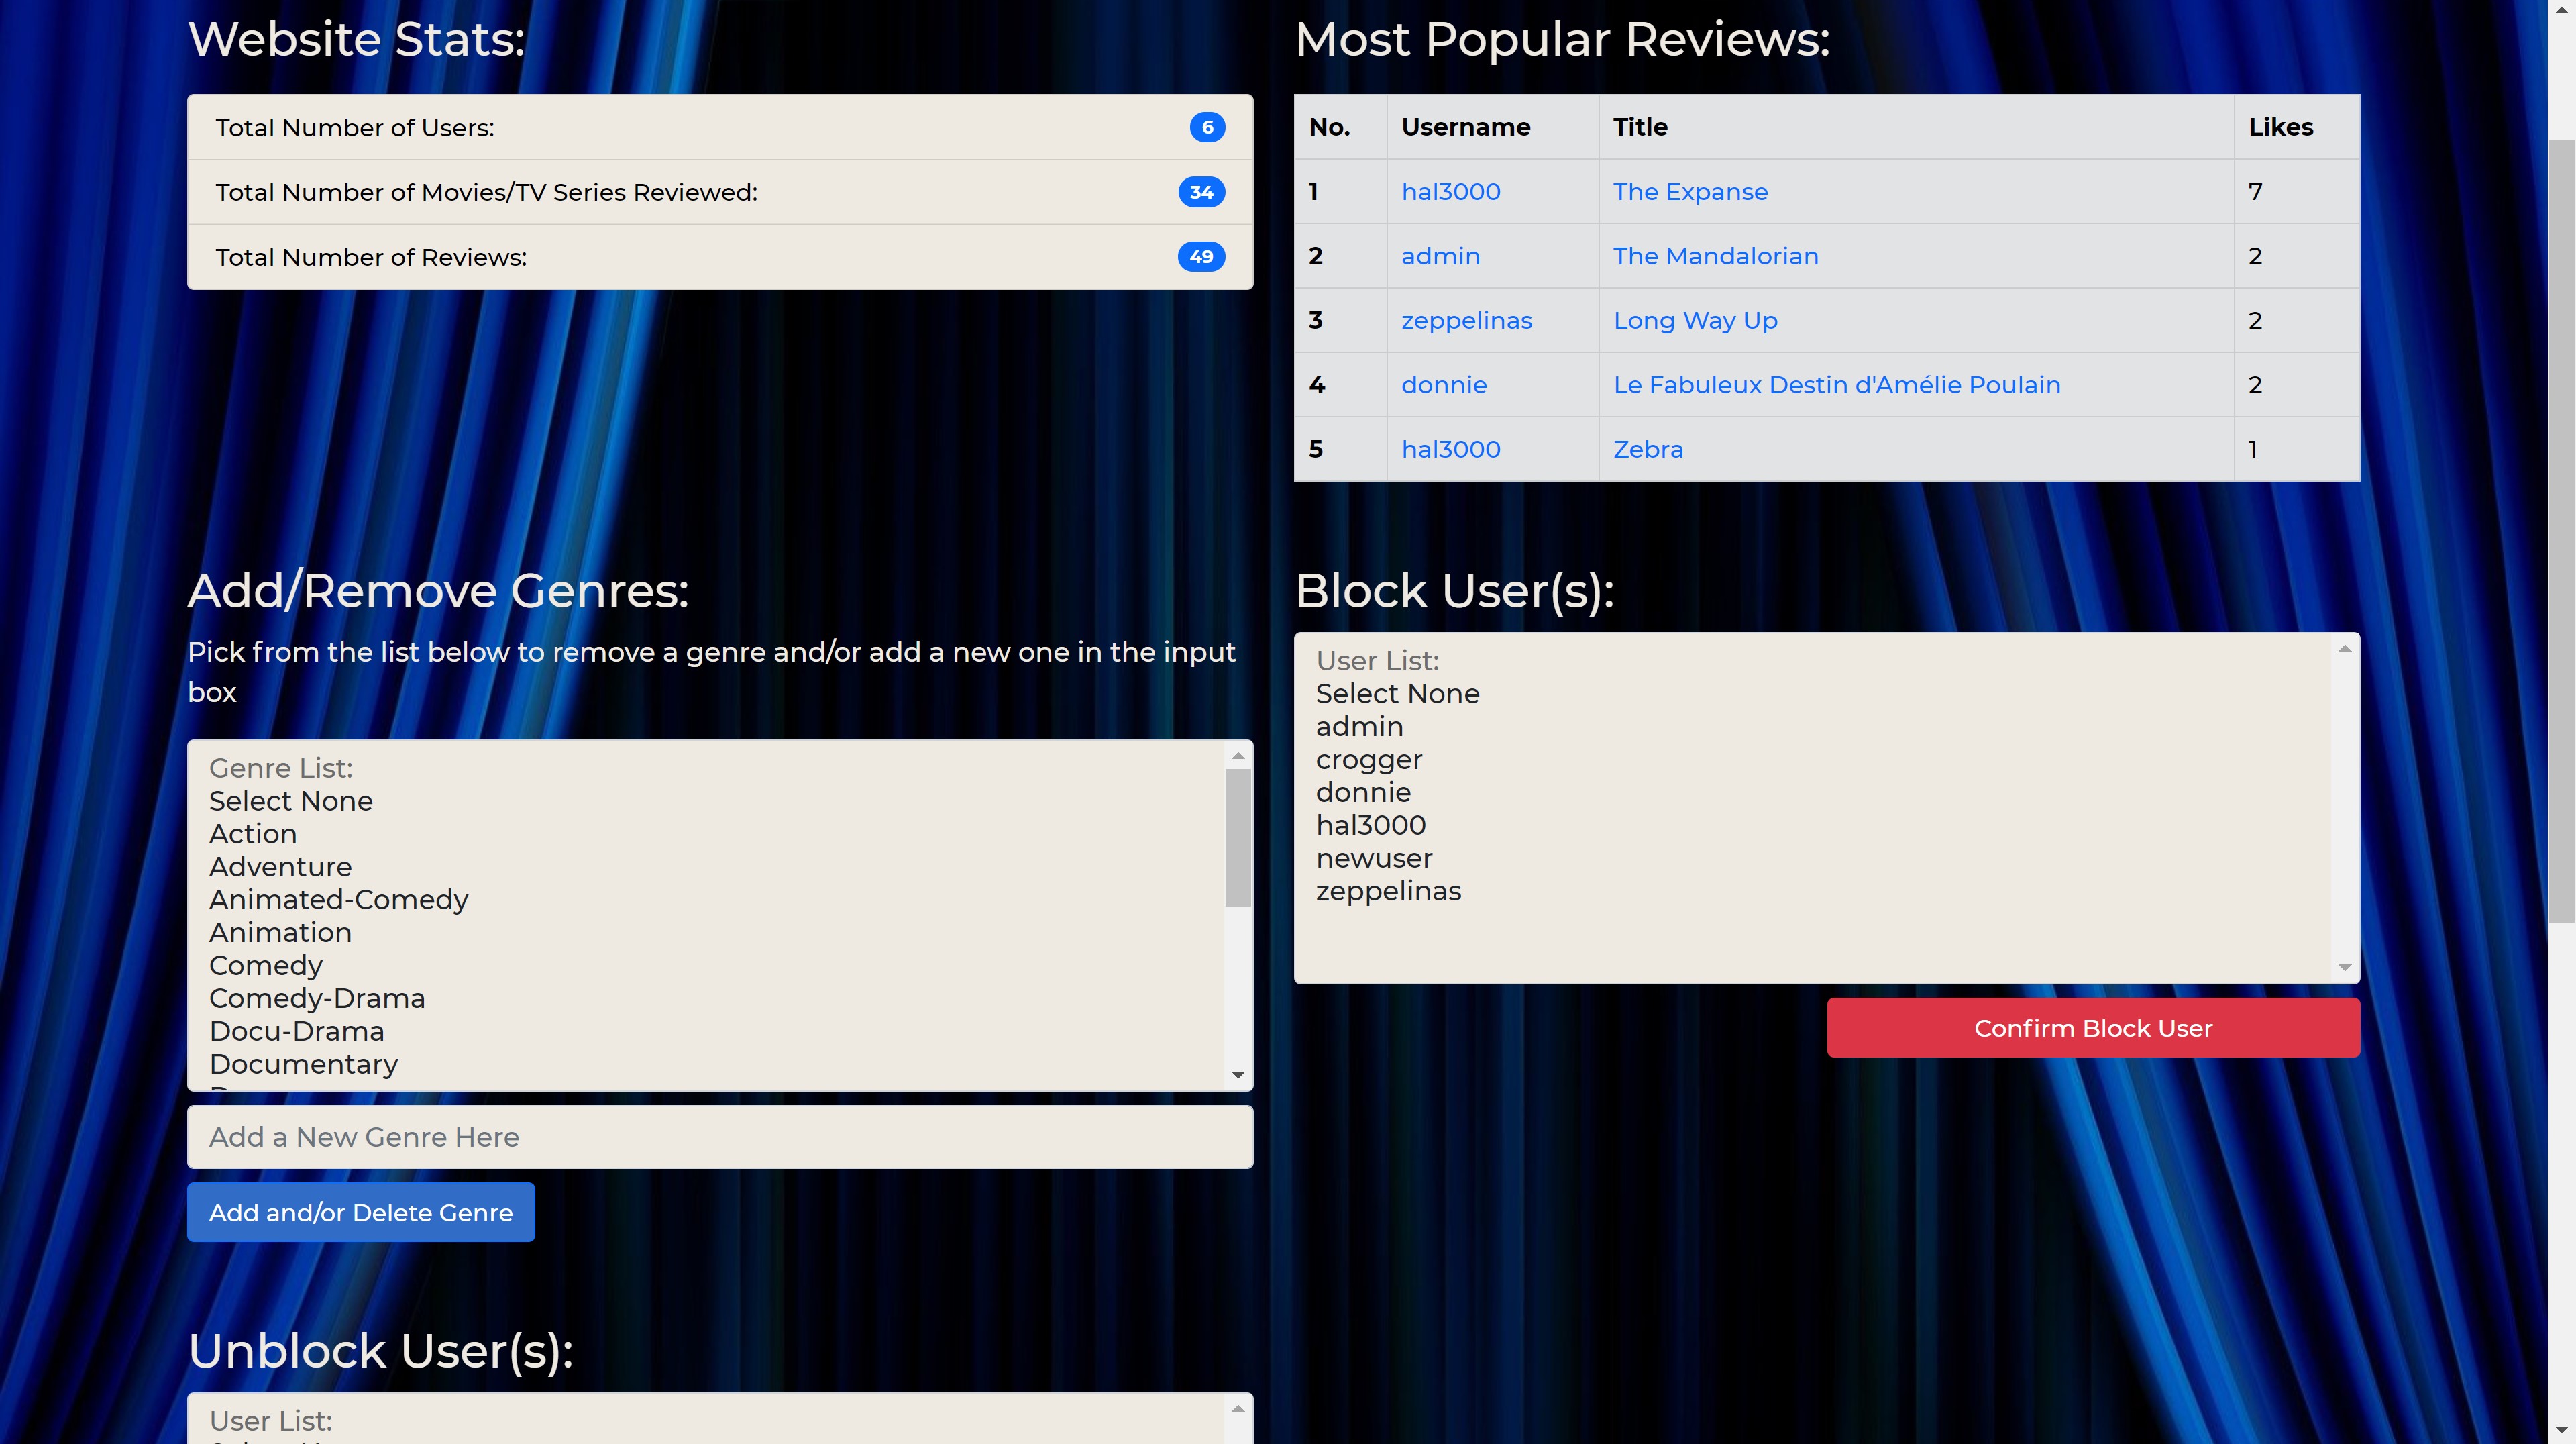 Website Stats:
Total Number of Users: 6
Total Number of Movies/TV Series Reviewed: 34
Total Number of Reviews: 49
Most Popular Reviews:
No. Username Title Likes
1 hal3000 The Expanse 7
2 admin The Mandalorian 2
3 zeppelinas Long Way Up 2
4 donnie Le Fabuleux Destin d'Amélie Poulain 2
5 hal3000 Zebra 1
Add/Remove Genres:
Pick from the list below to remove a genre and/or add a new one in the input
box
Genre List:
Select None
Action
Adventure
Animated-Comedy
Animation
Comedy
Comedy-Drama
Docu-Drama
Documentary
Add a New Genre Here
Add and/or Delete Genre
Block User(s):
User List:
Select None
admin
crogger
donnie
hal3000
newuser
zeppelinas
Confirm Block User
Unblock User(s):
User List: